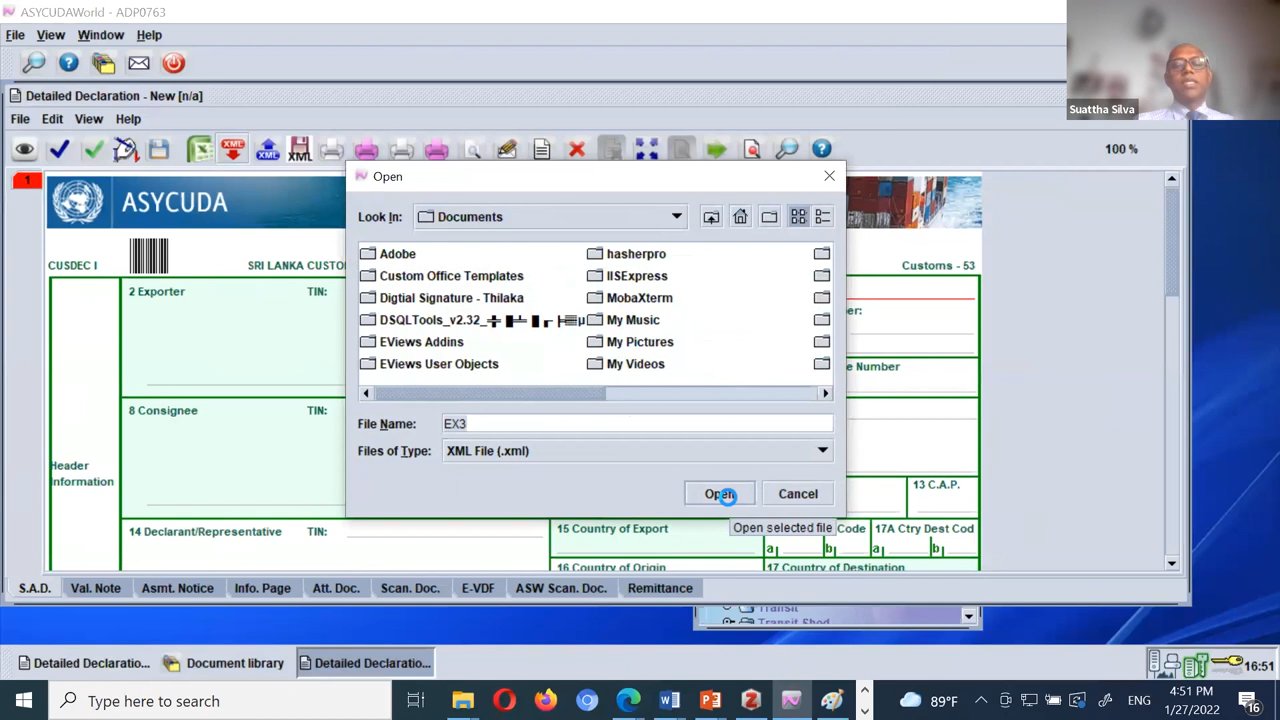 ASYCUDAWorld - ADP0763
File View Window Help
Suattha Silva
Detailed Declaration - New [n/a]
File Edit View Help
XML XML XML
100 %
1
ASYCUDA
CUSDEC I
SRI LANKA CUSTO
Customs - 53
2 Exporter TIN:
er:
e Number
8 Consignee TIN:
Header
Information
13 C.A.P.
14 Declarant/Representative TIN:
15 Country of Export
Code
17A Ctry Dest Cod
a b a b
16 Country of Origin
17 Country of Destination
Open
Look In: Documents
Adobe
Custom Office Templates
Digtial Signature - Thilaka
EViews Addins
EViews User Objects
hasherpro
IISExpress
MobaXterm
My Music
My Pictures
My Videos
File Name: EX3
Files of Type: XML File (.xml)
Open Cancel
Open selected file
S.A.D. Val. Note Asmt. Notice Info. Page Att. Doc. Scan. Doc. E-VDF ASW Scan. Doc. Remittance
Transit
Transit Shed
Detailed Declaratio... Document library Detailed Declaratio...
16:51
Type here to search
89°F
ENG
4:51 PM
1/27/2022
16